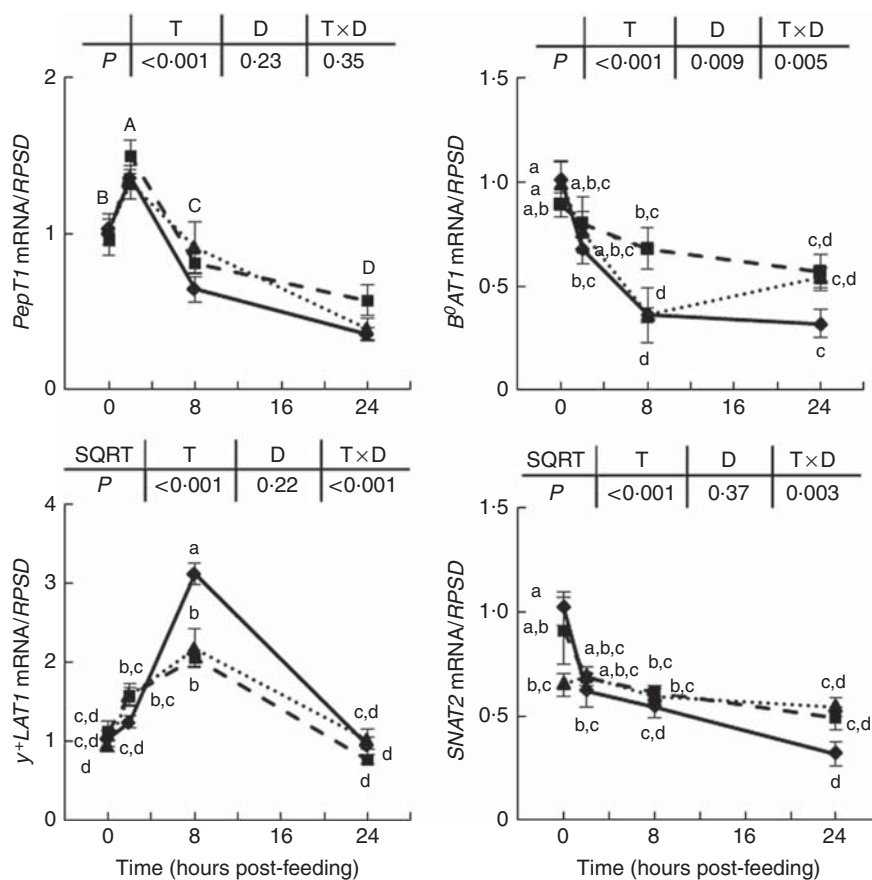 T D T×D
P <0·001 0·23 0·35
2
1
0
PepT1 mRNA/RPSD
B
A
C
D
0 8 16 24
T D T×D
P <0·001 0·009 0·005
1·5
1·0
0·5
0
B⁰AT1 mRNA/RPSD
a
a
a,b
a,b,c
a,b,c
b,c
b,c
d
d
c,d
c,d
c
0 8 16 24
SQRT T D T×D
P <0·001 0·22 <0·001
4
3
2
1
0
y⁺LAT1 mRNA/RPSD
c,d
c,d
d
b,c
b,c
c,d
a
b
b
c,d
d
d
0 8 16 24
Time (hours post-feeding)
SQRT T D T×D
P <0·001 0·37 0·003
1·5
1·0
0·5
0
SNAT2 mRNA/RPSD
a
a,b
b,c
a,b,c
a,b,c
b,c
b,c
b,c
c,d
c,d
c,d
d
0 8 16 24
Time (hours post-feeding)